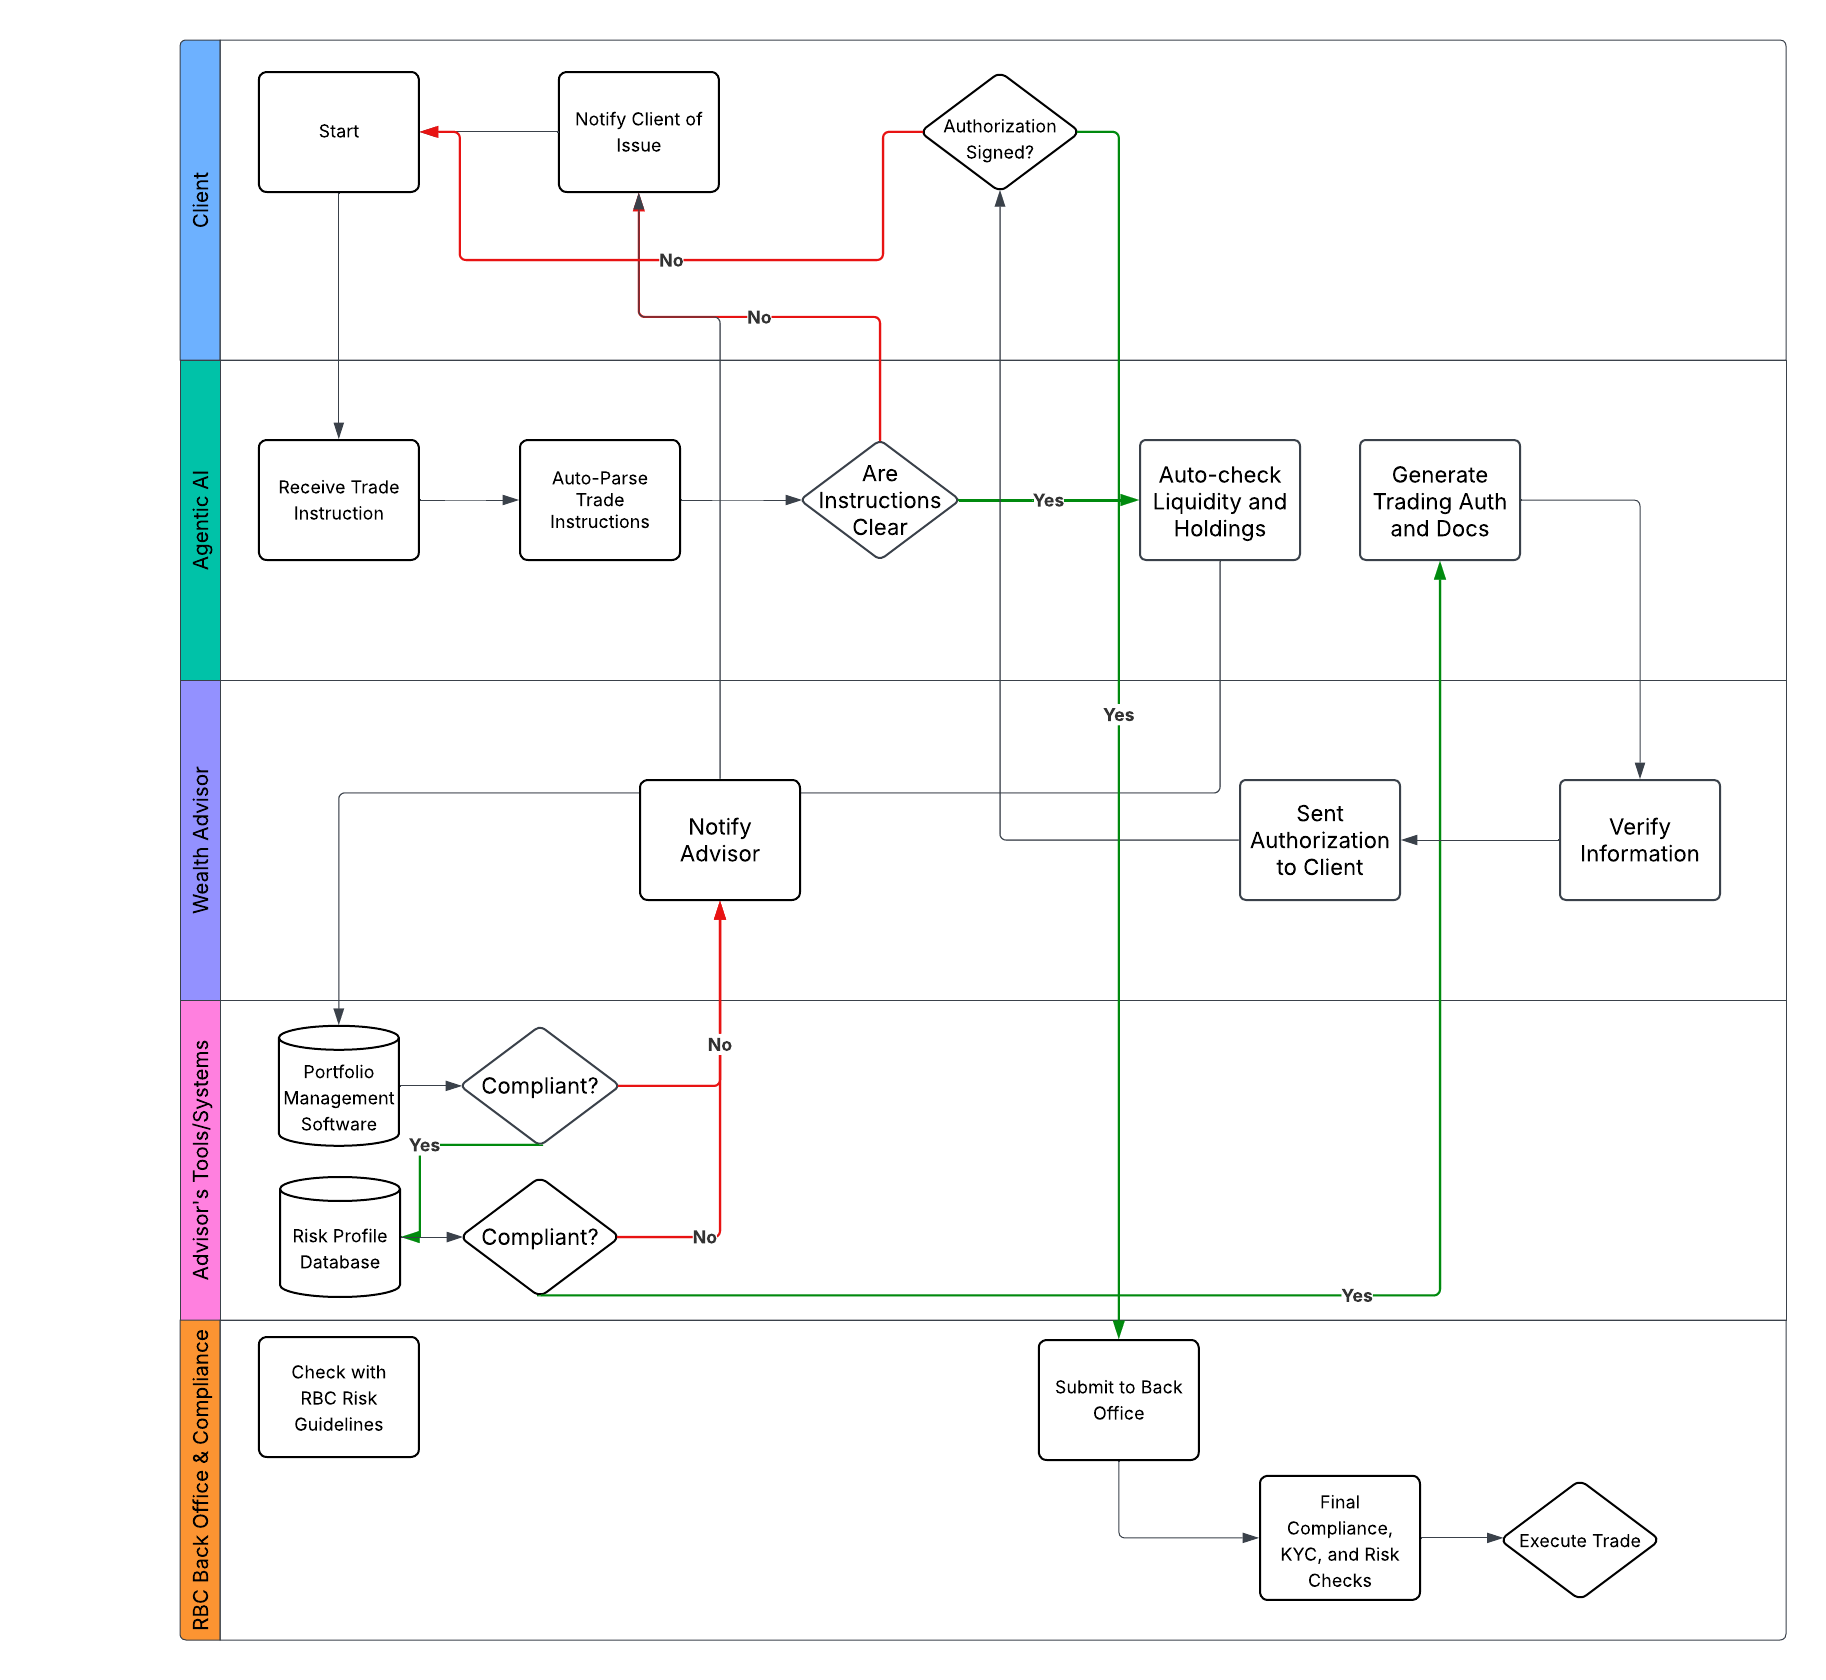 Client
Start
Notify Client of
Issue
Authorization
Signed?
No
No
Agentic AI
Receive Trade
Instruction
Auto-Parse
Trade
Instructions
Are
Instructions
Clear
Yes
Auto-check
Liquidity and
Holdings
Generate
Trading Auth
and Docs
Wealth Advisor
Yes
Notify
Advisor
Sent
Authorization
to Client
Verify
Information
Advisor's Tools/Systems
Portfolio
Management
Software
Compliant?
No
Yes
Risk Profile
Database
Compliant?
No
Yes
RBC Back Office & Compliance
Check with
RBC Risk
Guidelines
Submit to Back
Office
Final
Compliance,
KYC, and Risk
Checks
Execute Trade